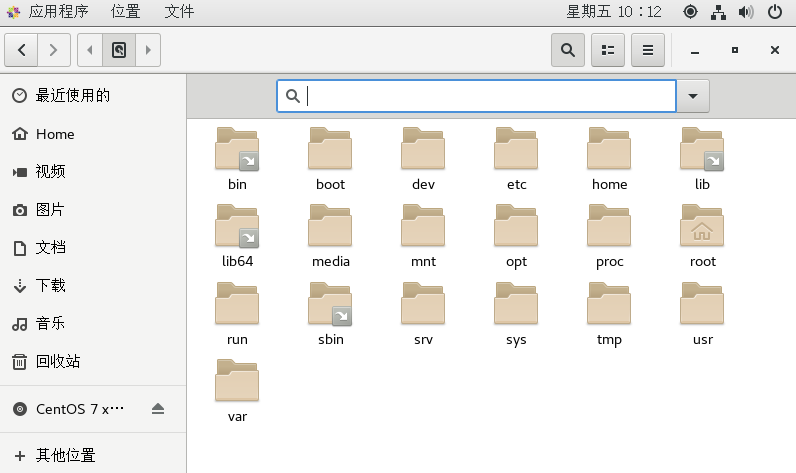 应用程序 位置 文件 星期五 10：12
最近使用的
Home
视频
图片
文档
下载
音乐
回收站
CentOS 7 x…
其他位置
bin boot dev etc home lib
lib64 media mnt opt proc root
run sbin srv sys tmp usr
var